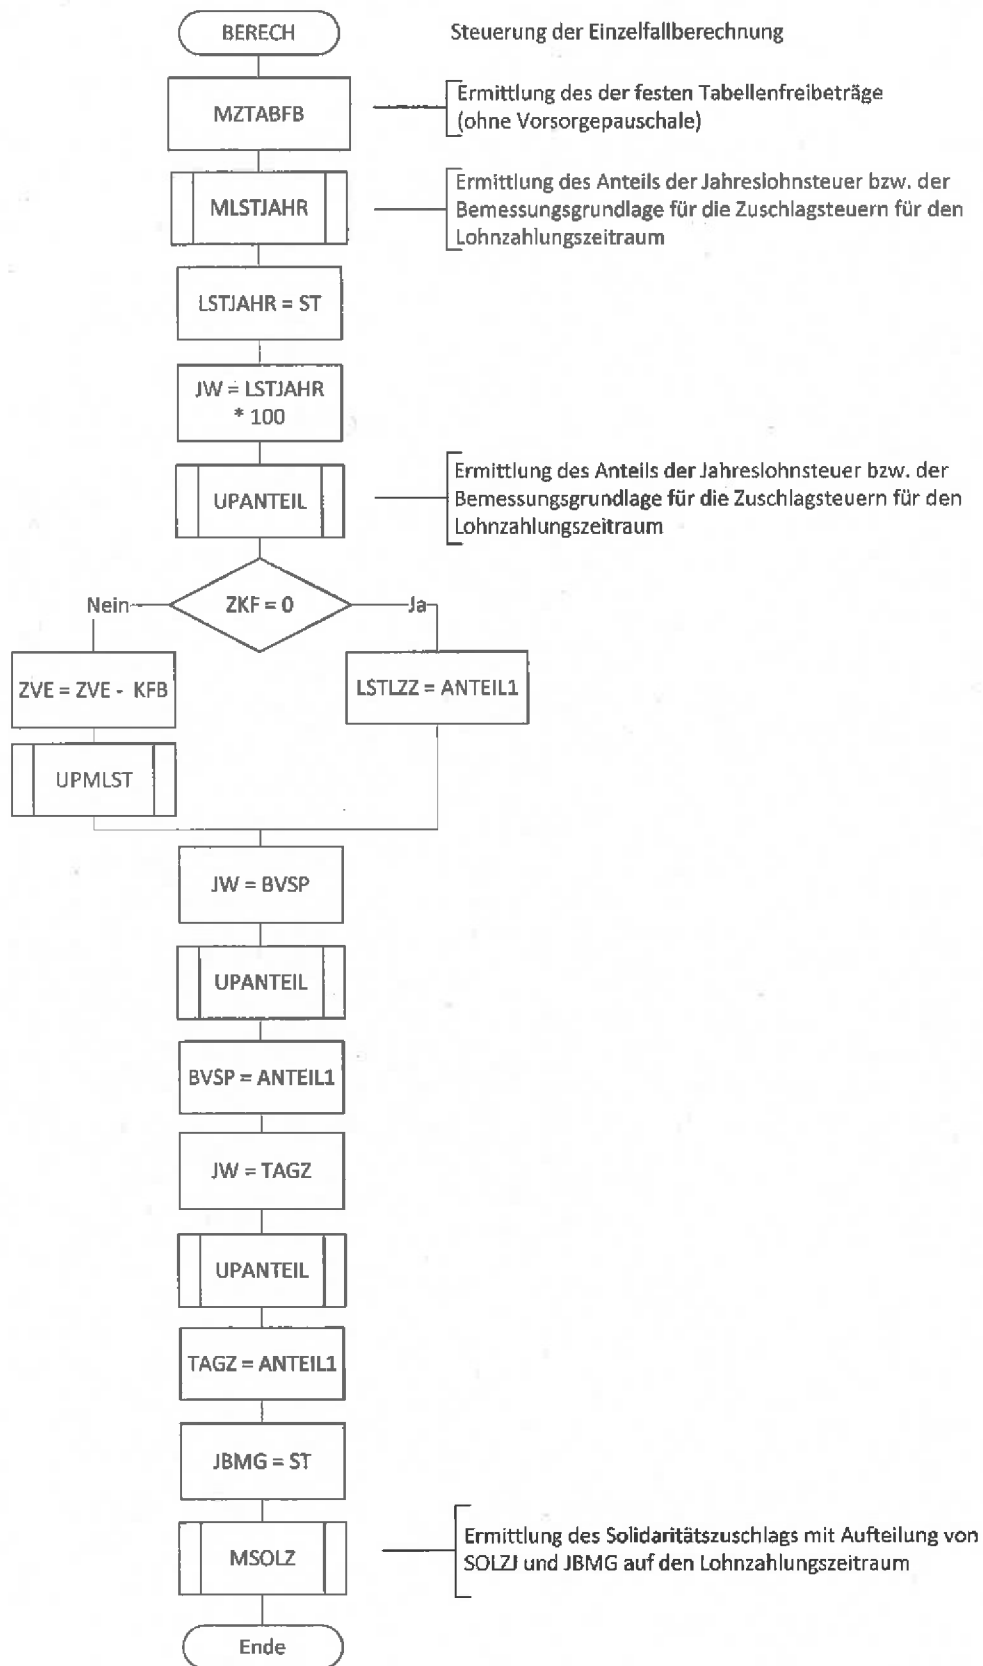 BERECH
Steuerung der Einzelfallberechnung
MZTABFB
Ermittlung des der festen Tabellenfreibeträge
(ohne Vorsorgepauschale)
MLSTJAHR
Ermittlung des Anteils der Jahreslohnsteuer bzw. der
Bemessungsgrundlage für die Zuschlagsteuern für den
Lohnzahlungszeitraum
LSTJAHR = ST
JW = LSTJAHR
* 100
UPANTEIL
Ermittlung des Anteils der Jahreslohnsteuer bzw. der
Bemessungsgrundlage für die Zuschlagsteuern für den
Lohnzahlungszeitraum
Nein
ZKF = 0
Ja
ZVE = ZVE - KFB
LSTLZZ = ANTEIL1
UPMLST
JW = BVSP
UPANTEIL
BVSP = ANTEIL1
JW = TAGZ
UPANTEIL
TAGZ = ANTEIL1
JBMG = ST
MSOLZ
Ermittlung des Solidaritätszuschlags mit Aufteilung von
SOLZJ und JBMG auf den Lohnzahlungszeitraum
Ende